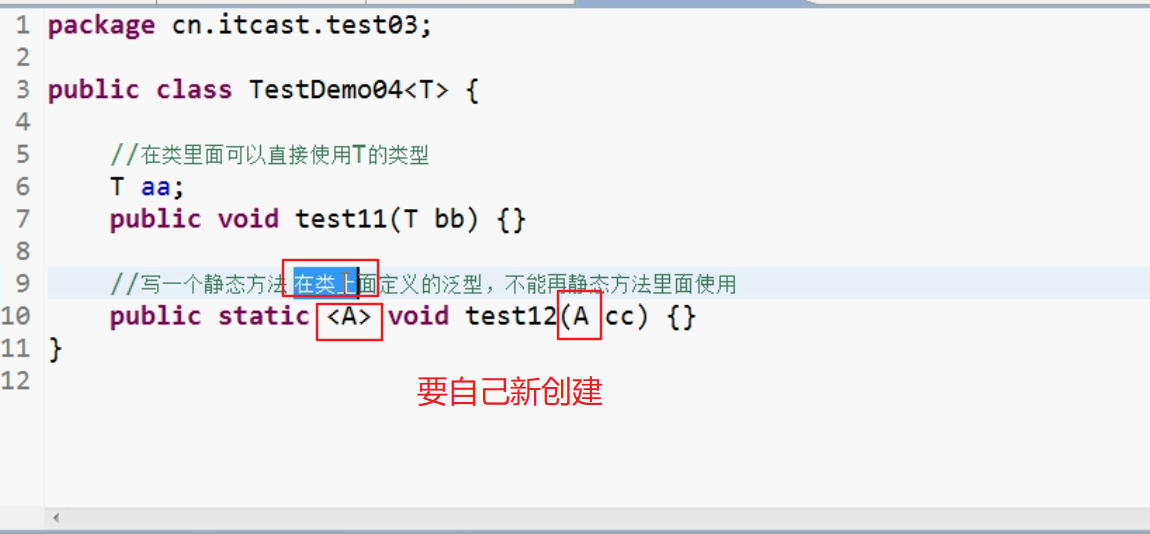 1 package cn.itcast.test03;
2
3 public class TestDemo04<T> {
4
5 //在类里面可以直接使用T的类型
6 T aa;
7 public void test11(T bb) {}
8
9 //写一个静态方法 在类上面定义的泛型，不能再静态方法里面使用
10 public static <A> void test12(A cc) {}
11 }
12
要自己新创建